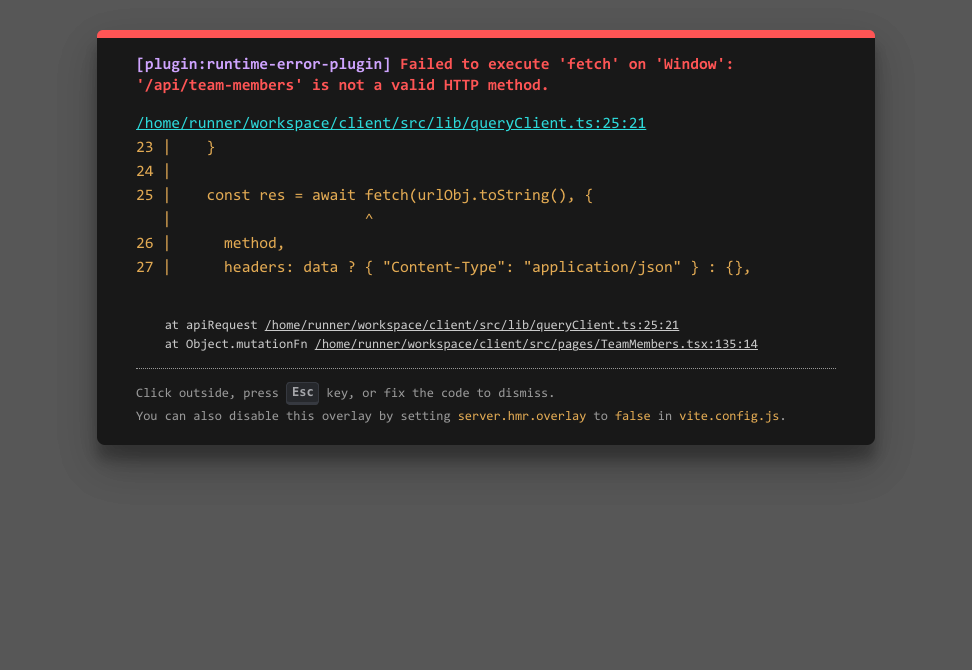 [plugin:runtime-error-plugin] Failed to execute 'fetch' on 'Window':
'/api/team-members' is not a valid HTTP method.
/home/runner/workspace/client/src/lib/queryClient.ts:25:21
23 |    }
24 |
25 |    const res = await fetch(urlObj.toString(), {
   |                      ^
26 |      method,
27 |      headers: data ? { "Content-Type": "application/json" } : {},
at apiRequest /home/runner/workspace/client/src/lib/queryClient.ts:25:21
at Object.mutationFn /home/runner/workspace/client/src/pages/TeamMembers.tsx:135:14
Click outside, press Esc key, or fix the code to dismiss.
You can also disable this overlay by setting server.hmr.overlay to false in vite.config.js.